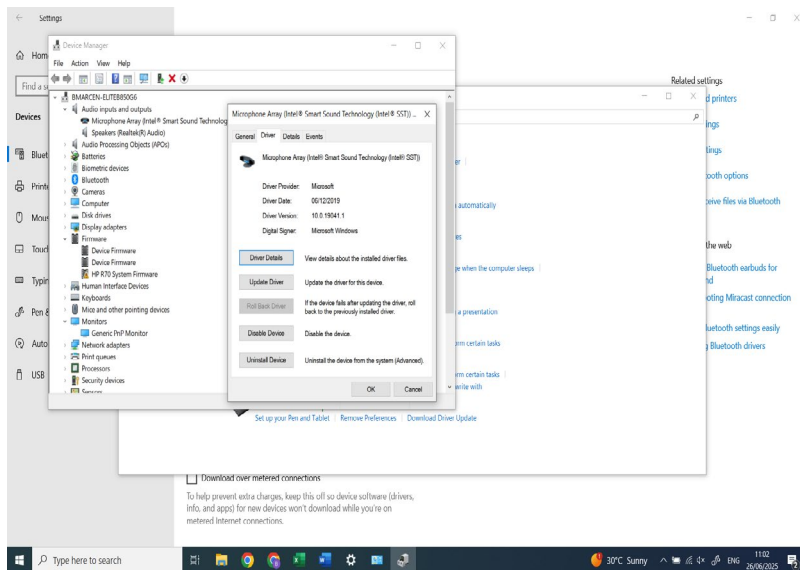 Settings
Hom
Find a s
Devices
Bluet
Print
Mou
Touc
Typin
Pen &
Auto
USB
Device Manager
File Action View Help
BMARCEN-ELITEB850G6
Audio inputs and outputs
Microphone Array (Intel® Smart Sound Technolog
Speakers (Realtek(R) Audio)
Audio Processing Objects (APOs)
Batteries
Biometric devices
Bluetooth
Cameras
Computer
Disk drives
Display adapters
Firmware
Device Firmware
Device Firmware
HP R70 System Firmware
Human Interface Devices
Keyboards
Mice and other pointing devices
Monitors
Generic PnP Monitor
Network adapters
Print queues
Processors
Security devices
Sensors
Microphone Array (Intel® Smart Sound Technology (Intel® SST)) ...
General Driver Details Events
Microphone Array (Intel® Smart Sound Technology (Intel® SST))
Driver Provider: Microsoft
Driver Date: 06/12/2019
Driver Version: 10.0.19041.1
Digital Signer: Microsoft Windows
Driver Details View details about the installed driver files.
Update Driver Update the driver for this device.
Roll Back Driver If the device fails after updating the driver, roll
back to the previously installed driver.
Disable Device Disable the device.
Uninstall Device Uninstall the device from the system (Advanced).
OK Cancel
er
automatically
es
ge when the computer sleeps
a presentation
orm certain tasks
orm certain tasks
write with
Set up your Pen and Tablet Remove Preferences Download Driver Update
Related settings
d printers
ings
tings
ooth options
ceive files via Bluetooth
the web
Bluetooth earbuds for
nd
ooting Miracast connection
luetooth settings easily
g Bluetooth drivers
Download over metered connections
To help prevent extra charges, keep this off so device software (drivers,
info, and apps) for new devices won't download while you're on
metered Internet connections.
Type here to search
30°C Sunny
ENG
11:02
26/06/2025
2